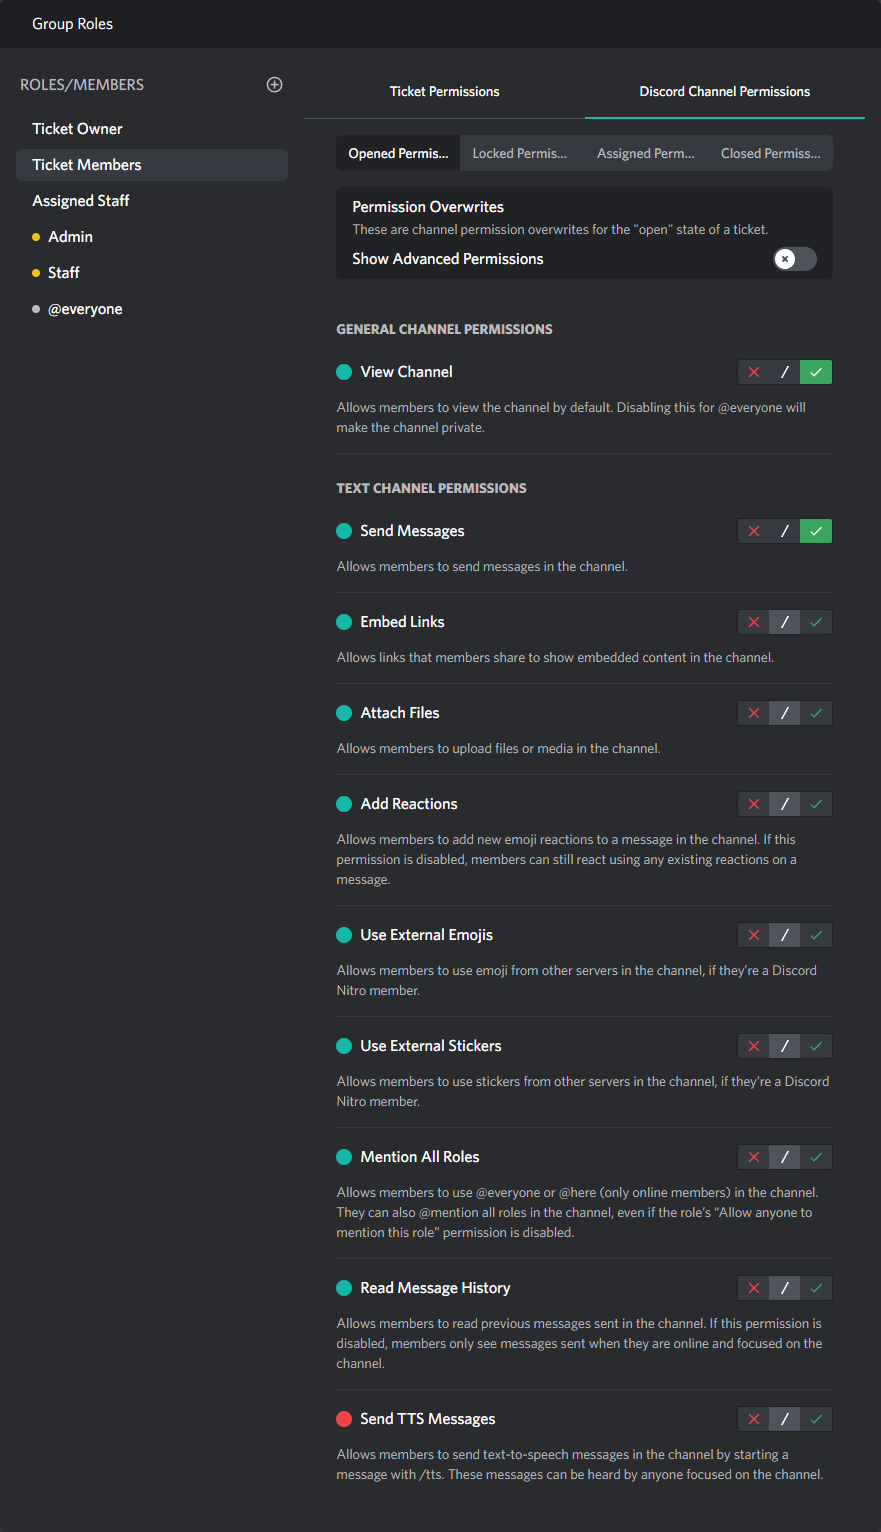 Group Roles
ROLES/MEMBERS
Ticket Owner
Ticket Members
Assigned Staff
Admin
Staff
@everyone
Ticket Permissions
Discord Channel Permissions
Opened Permis...
Locked Permis...
Assigned Perm...
Closed Permiss...
Permission Overwrites
These are channel permission overwrites for the "open" state of a ticket.
Show Advanced Permissions
GENERAL CHANNEL PERMISSIONS
View Channel
Allows members to view the channel by default. Disabling this for @everyone will
make the channel private.
TEXT CHANNEL PERMISSIONS
Send Messages
Allows members to send messages in the channel.
Embed Links
Allows links that members share to show embedded content in the channel.
Attach Files
Allows members to upload files or media in the channel.
Add Reactions
Allows members to add new emoji reactions to a message in the channel. If this
permission is disabled, members can still react using any existing reactions on a
message.
Use External Emojis
Allows members to use emoji from other servers in the channel, if they’re a Discord
Nitro member.
Use External Stickers
Allows members to use stickers from other servers in the channel, if they’re a Discord
Nitro member.
Mention All Roles
Allows members to use @everyone or @here (only online members) in the channel.
They can also @mention all roles in the channel, even if the role’s “Allow anyone to
mention this role” permission is disabled.
Read Message History
Allows members to read previous messages sent in the channel. If this permission is
disabled, members only see messages sent when they are online and focused on the
channel.
Send TTS Messages
Allows members to send text-to-speech messages in the channel by starting a
message with /tts. These messages can be heard by anyone focused on the channel.